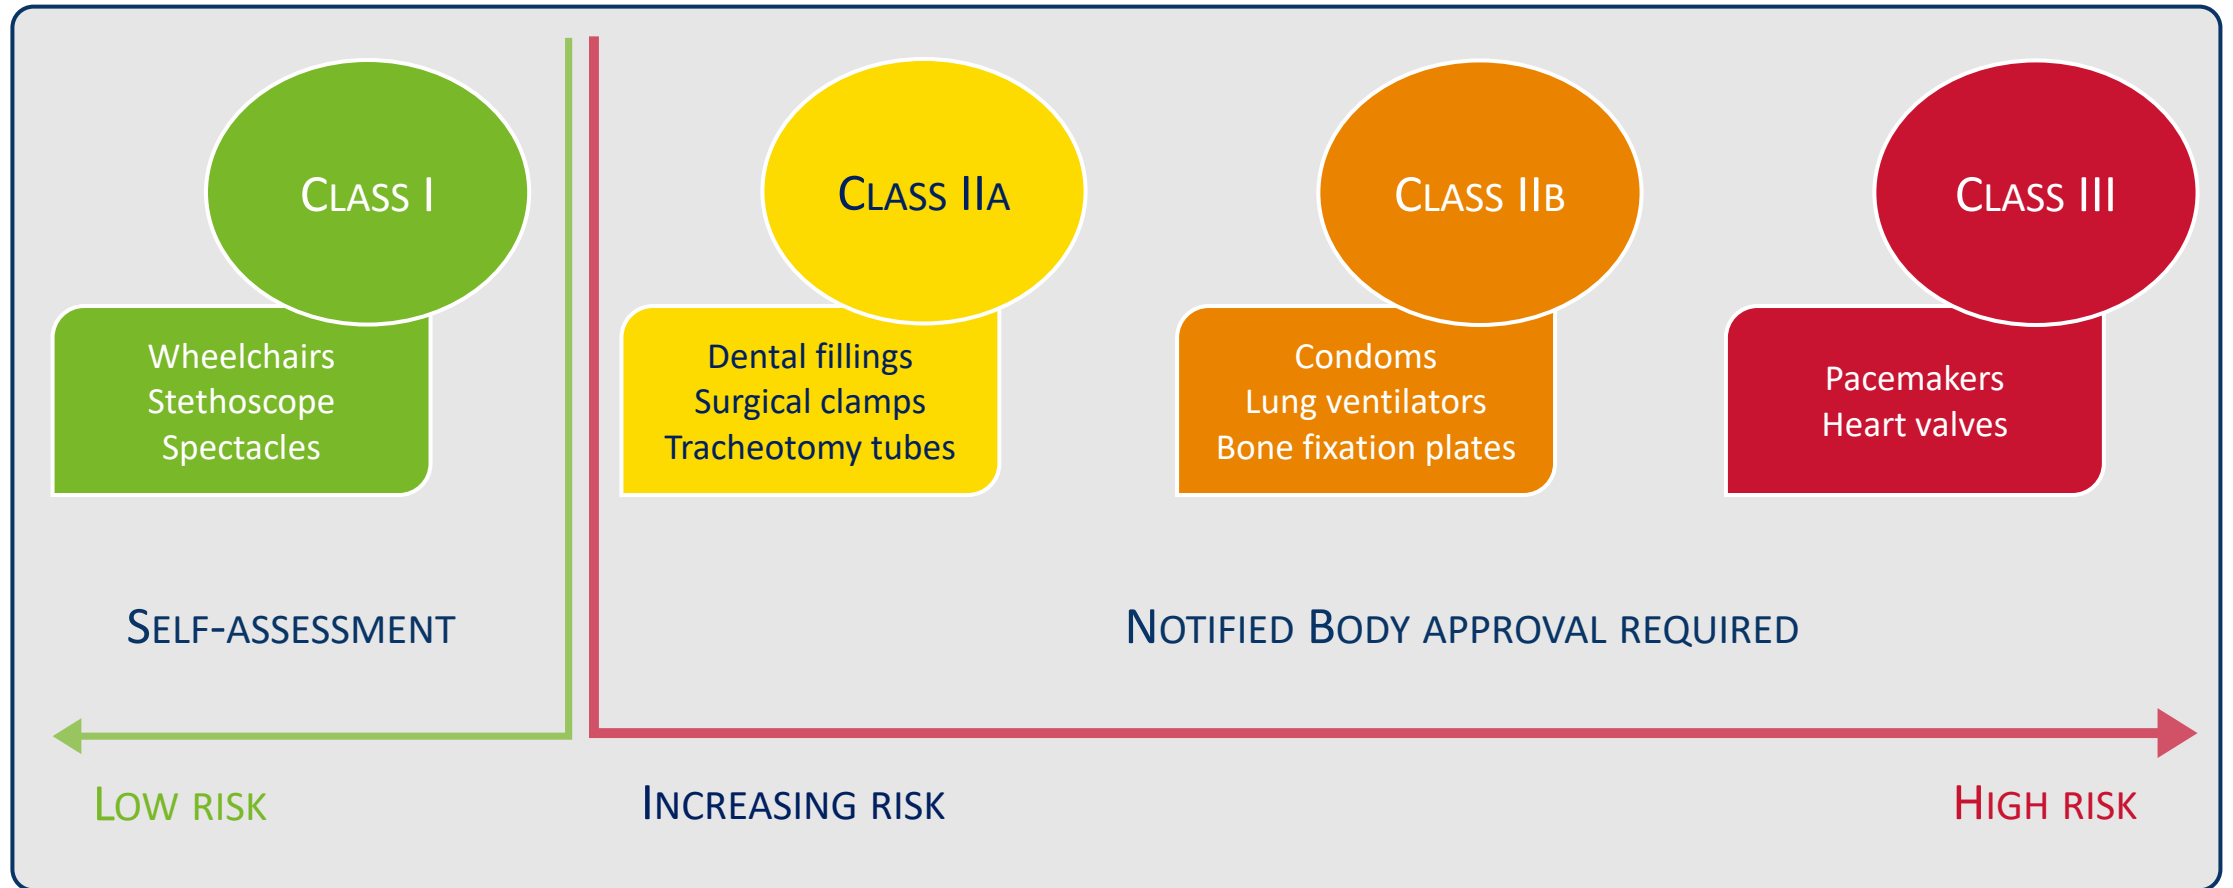 Class I
Wheelchairs
Stethoscope
Spectacles
Class IIa
Dental fillings
Surgical clamps
Tracheotomy tubes
Class IIb
Condoms
Lung ventilators
Bone fixation plates
Class III
Pacemakers
Heart valves
Self-assessment
Notified Body approval required
Low risk
Increasing risk
High risk